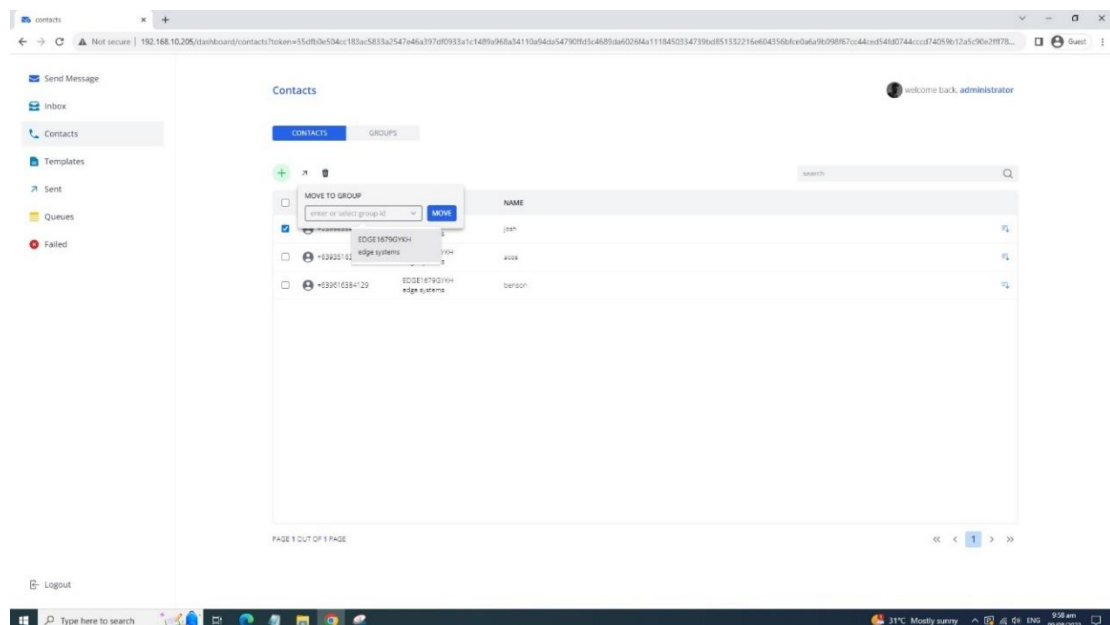 contacts
Not secure | 192.168.10.205/dashboard/contacts?token=
Guest
Send Message
Contacts
welcome back, administrator
Inbox
Contacts
CONTACTS GROUPS
Templates
Sent
search
MOVE TO GROUP
NAME
enter or select group id MOVE
Queues
josh
EDGE1679GYKH
edge systems
Failed
+639616384129 EDGE1679GYKH benson
edge systems
PAGE 1 OUT OF 1 PAGE
1
Logout
Type here to search
31°C Mostly sunny
ENG
9:58 am